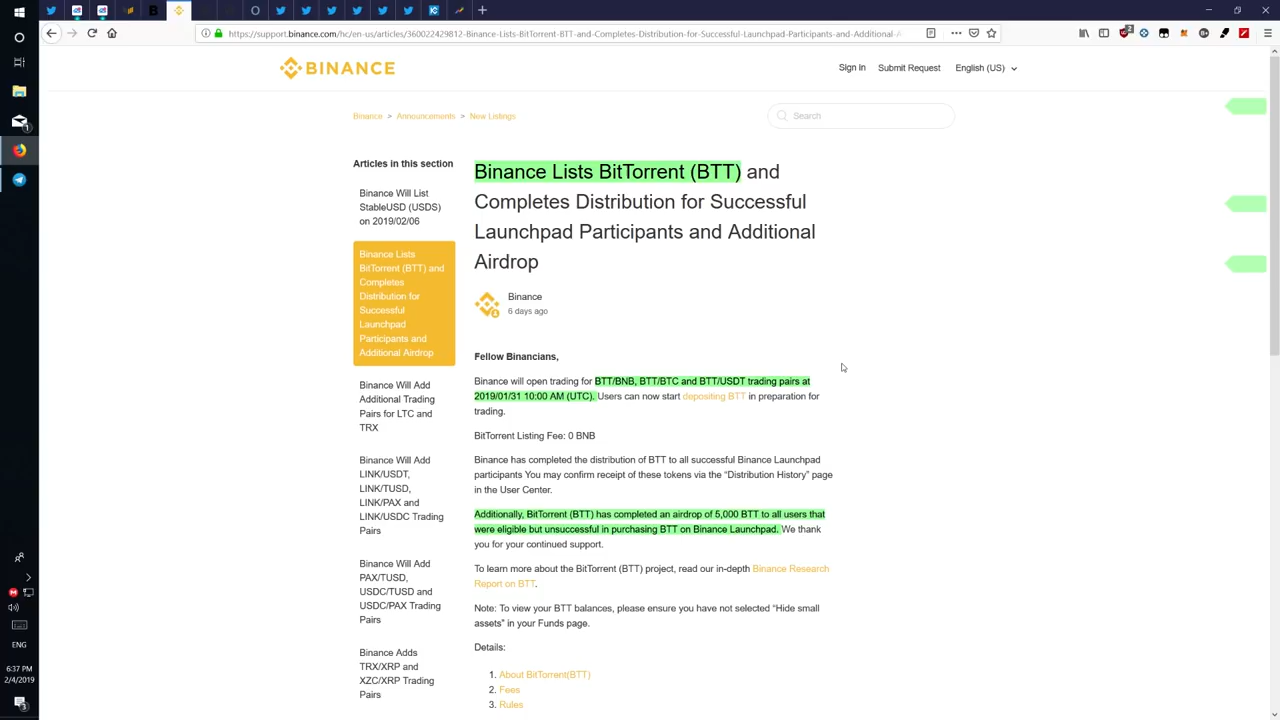 https://support.binance.com/hc/en-us/articles/360022429812-Binance-Lists-BitTorrent-BTT-and-Completes-Distribution-for-Successful-Launchpad-Participants-and-Additional-A
BINANCE
Sign In Submit Request English (US)
Binance > Announcements > New Listings
Search
Articles in this section
Binance Will List
StableUSD (USDS)
on 2019/02/06
Binance Lists
BitTorrent (BTT) and
Completes
Distribution for
Successful
Launchpad
Participants and
Additional Airdrop
Binance Will Add
Additional Trading
Pairs for LTC and
TRX
Binance Will Add
LINK/USDT,
LINK/TUSD,
LINK/PAX and
LINK/USDC Trading
Pairs
Binance Will Add
PAX/TUSD,
USDC/TUSD and
USDC/PAX Trading
Pairs
Binance Adds
TRX/XRP and
XZC/XRP Trading
Pairs
Binance Lists BitTorrent (BTT) and
Completes Distribution for Successful
Launchpad Participants and Additional
Airdrop
Binance
6 days ago
Fellow Binancians,
Binance will open trading for BTT/BNB, BTT/BTC and BTT/USDT trading pairs at
2019/01/31 10:00 AM (UTC). Users can now start depositing BTT in preparation for
trading.
BitTorrent Listing Fee: 0 BNB
Binance has completed the distribution of BTT to all successful Binance Launchpad
participants You may confirm receipt of these tokens via the “Distribution History” page
in the User Center.
Additionally, BitTorrent (BTT) has completed an airdrop of 5,000 BTT to all users that
were eligible but unsuccessful in purchasing BTT on Binance Launchpad. We thank
you for your continued support.
To learn more about the BitTorrent (BTT) project, read our in-depth Binance Research
Report on BTT.
Note: To view your BTT balances, please ensure you have not selected “Hide small
assets” in your Funds page.
Details:
1. About BitTorrent(BTT)
2. Fees
3. Rules
ENG
6:37 PM
2/4/2019